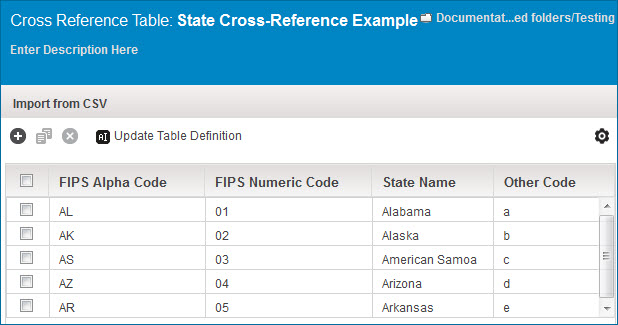 Cross Reference Table: State Cross-Reference Example Documentat...ed folders/Testing
Enter Description Here
Import from CSV
AI Update Table Definition
FIPS Alpha Code FIPS Numeric Code State Name Other Code
AL 01 Alabama a
AK 02 Alaska b
AS 03 American Samoa c
AZ 04 Arizona d
AR 05 Arkansas e